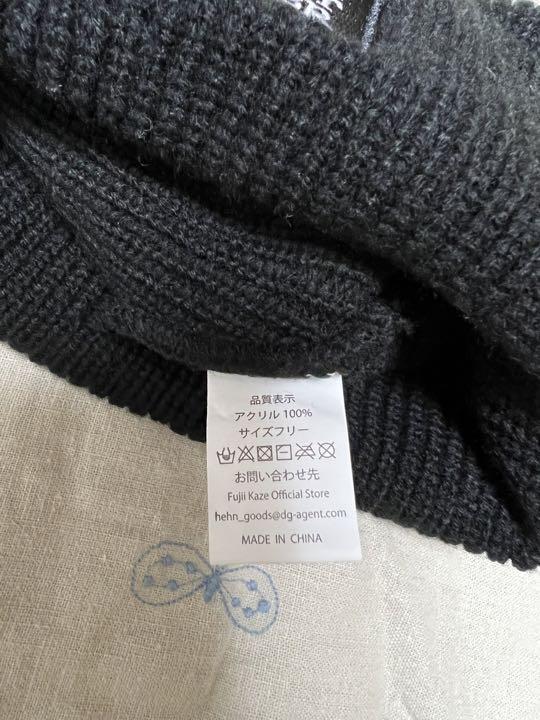 品質表示
アクリル 100%
サイズフリー
お問い合わせ先
Fujii Kaze Official Store
hehn_goods@dg-agent.com
MADE IN CHINA